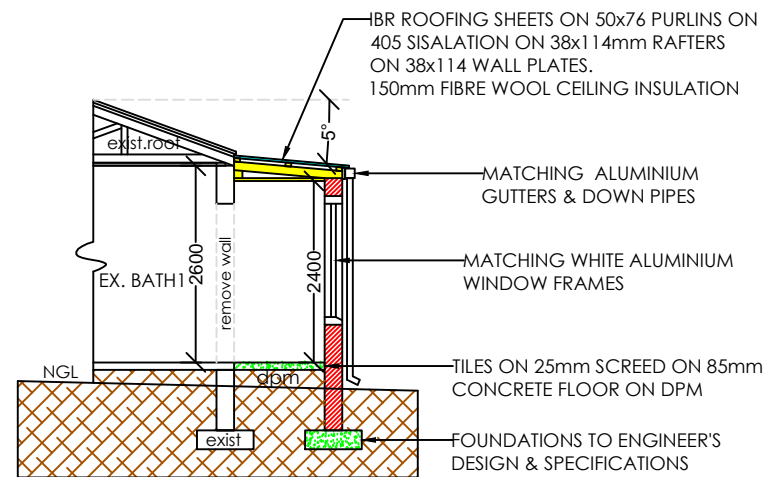 IBR ROOFING SHEETS ON 50x76 PURLINS ON
405 SISALATION ON 38x114mm RAFTERS
ON 38x114 WALL PLATES.
150mm FIBRE WOOL CEILING INSULATION
5°
exist.roof
MATCHING ALUMINIUM
GUTTERS & DOWN PIPES
EX. BATH1
2600
remove wall
2400
MATCHING WHITE ALUMINIUM
WINDOW FRAMES
NGL
dpm
TILES ON 25mm SCREED ON 85mm
CONCRETE FLOOR ON DPM
exist
FOUNDATIONS TO ENGINEER'S
DESIGN & SPECIFICATIONS